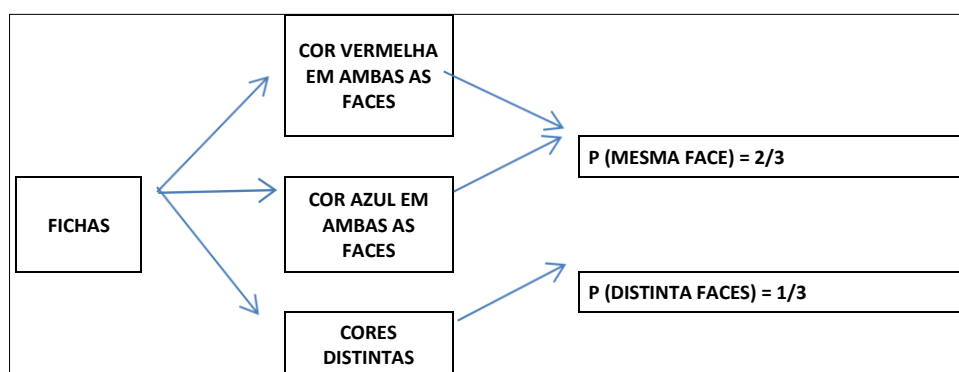 COR VERMELHA
EM AMBAS AS
FACES
P (MESMA FACE) = 2/3
FICHAS
COR AZUL EM
AMBAS AS
FACES
P (DISTINTA FACES) = 1/3
CORES
DISTINTAS